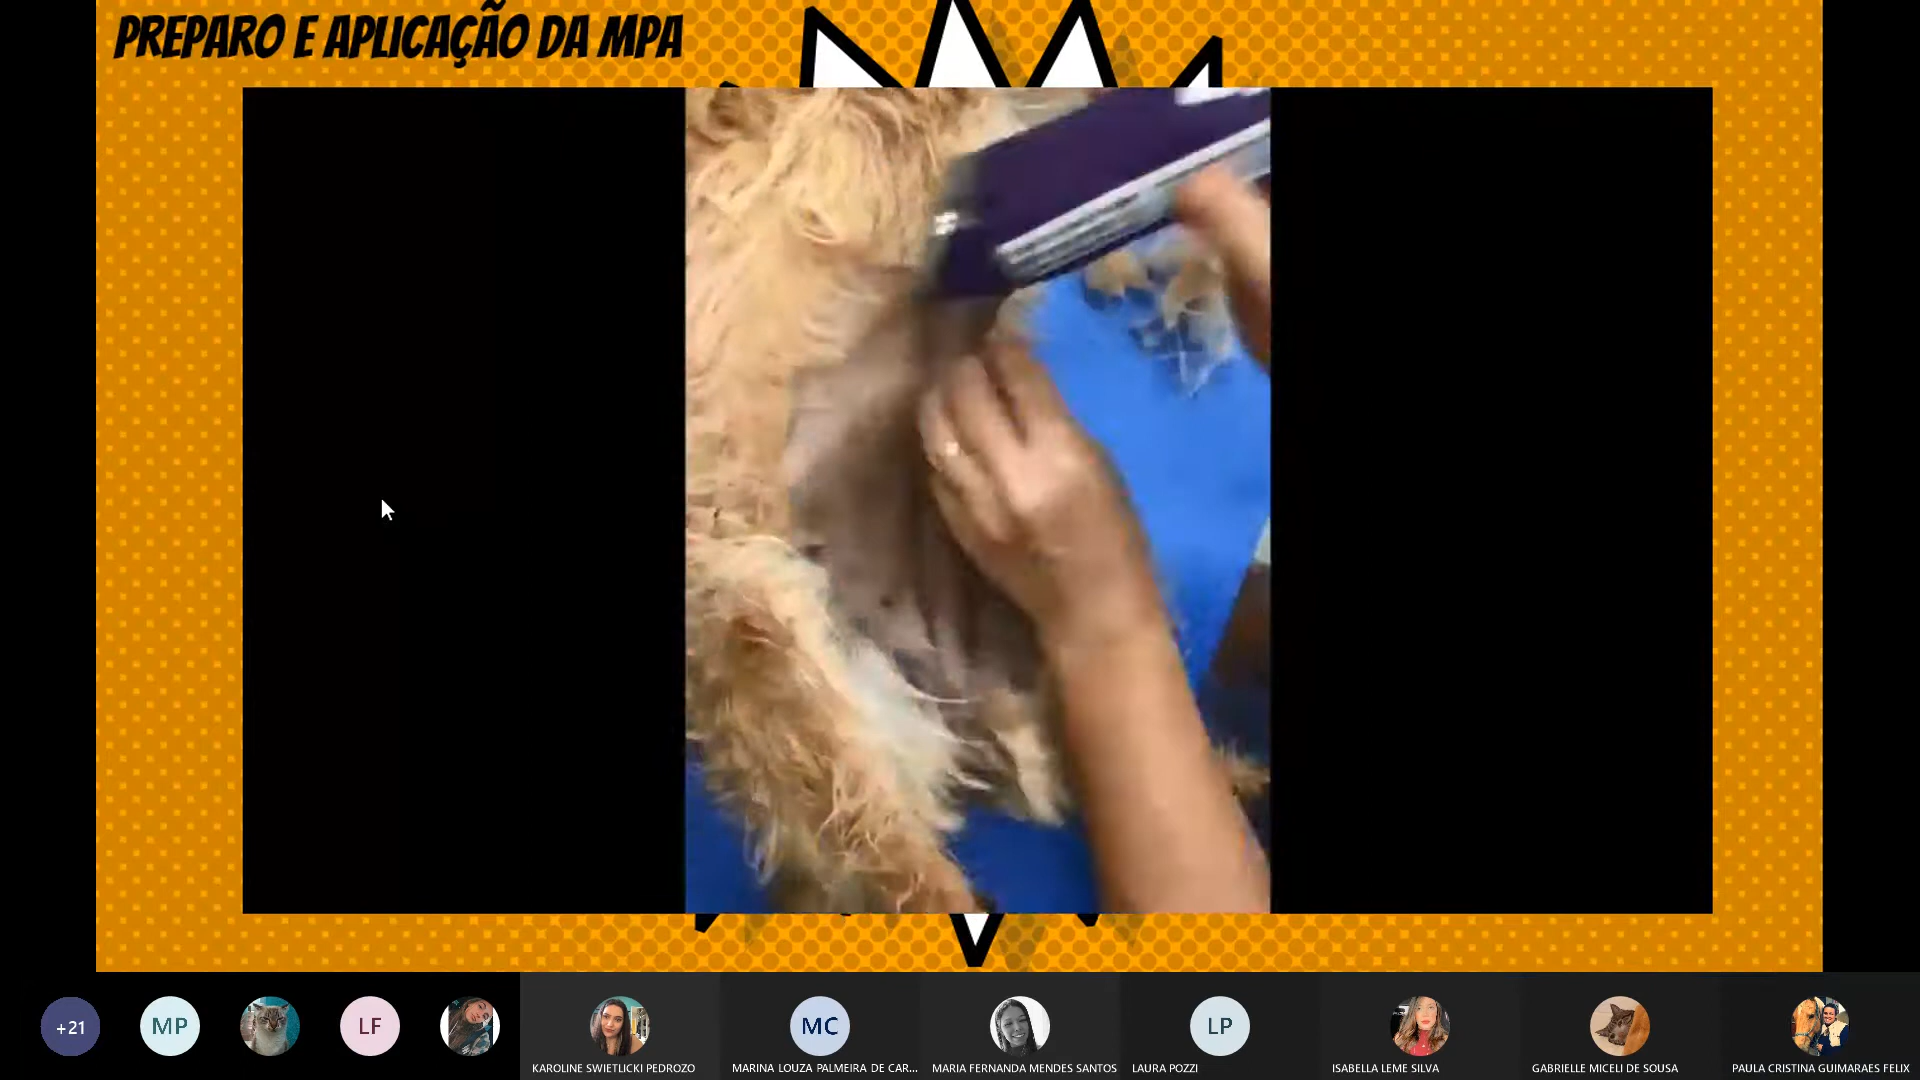 PREPARO E APLICAÇÃO DA MPA
+21
MP
LF
MC
LP
KAROLINE SWIETLICKI PEDROZO
MARINA LOUZA PALMEIRA DE CAR...
MARIA FERNANDA MENDES SANTOS
LAURA POZZI
ISABELLA LEME SILVA
GABRIELLE MICELI DE SOUSA
PAULA CRISTINA GUIMARAES FELIX